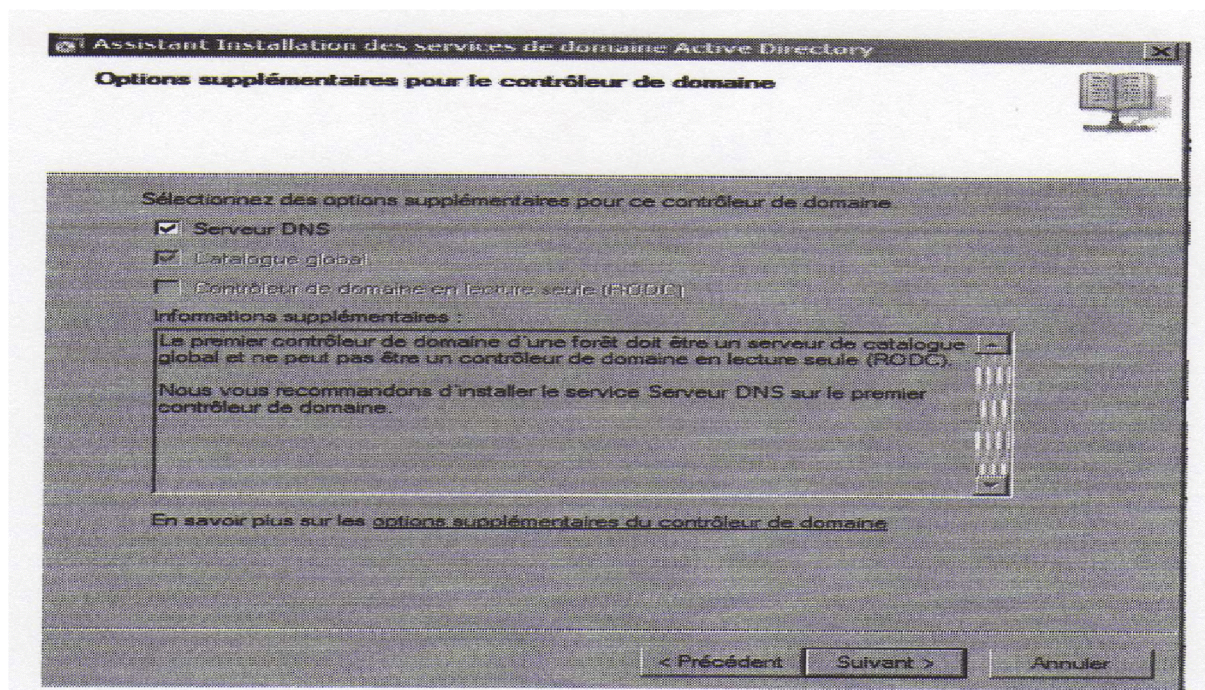 Assistant Installation des services de domaine Active Directory
Options supplémentaires pour le contrôleur de domaine
Sélectionnez des options supplémentaires pour ce contrôleur de domaine
Serveur DNS
Catalogue global
Contrôleur de domaine en lecture seule (RODC)
Informations supplémentaires :
Le premier contrôleur de domaine d'une forêt doit être un serveur de catalogue
global et ne peut pas être un contrôleur de domaine en lecture seule (RODC).
Nous vous recommandons d'installer le service Serveur DNS sur le premier
contrôleur de domaine.
En savoir plus sur les options supplémentaires du contrôleur de domaine
< Précédent Suivant > Annuler